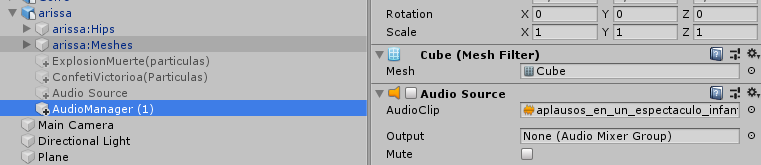 arissa
arissa:Hips
arissa:Meshes
ExplosionMuerte(particulas)
ConfetiVictorioa(Particulas)
Audio Source
AudioManager (1)
Main Camera
Directional Light
Plane
Rotation X 0 Y 0 Z 0
Scale X 1 Y 1 Z 1
Cube (Mesh Filter)
Mesh Cube
Audio Source
AudioClip aplausos_en_un_espectaculo_infan
Output None (Audio Mixer Group)
Mute